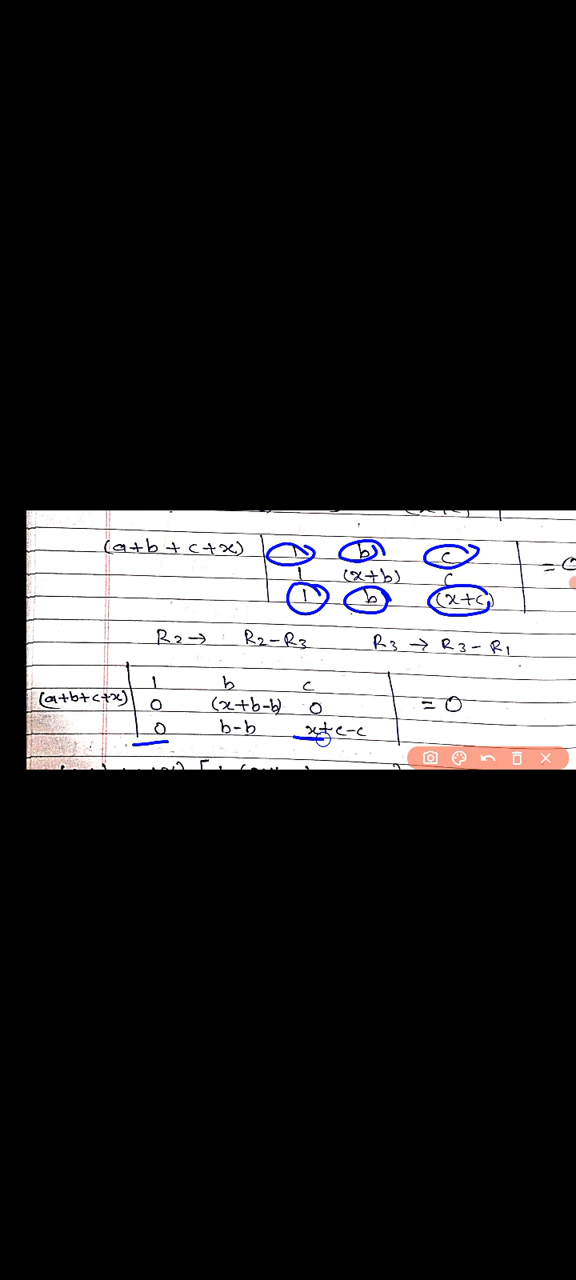 (a+b+c+x) | 1 b c | = 0
| 1 (x+b) c |
| 1 b (x+c) |
R2→ R2-R3 R3 → R3-R1
| 1 b c |
(a+b+c+x) | 0 (x+b-b) 0 | = 0
| 0 b-b x+c-c |